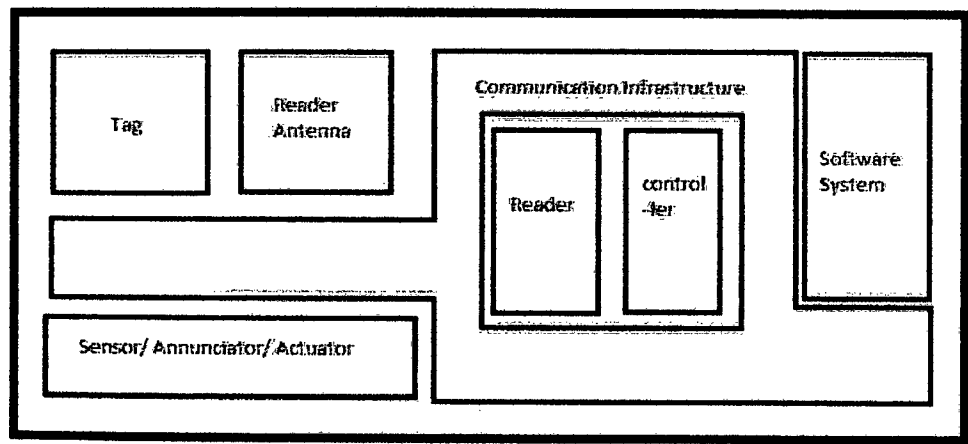 Tag
Reader
Antenna
Communication Infrastructure
Reader
control
-ler
Software
System
Sensor/ Annunciator/ Actuator